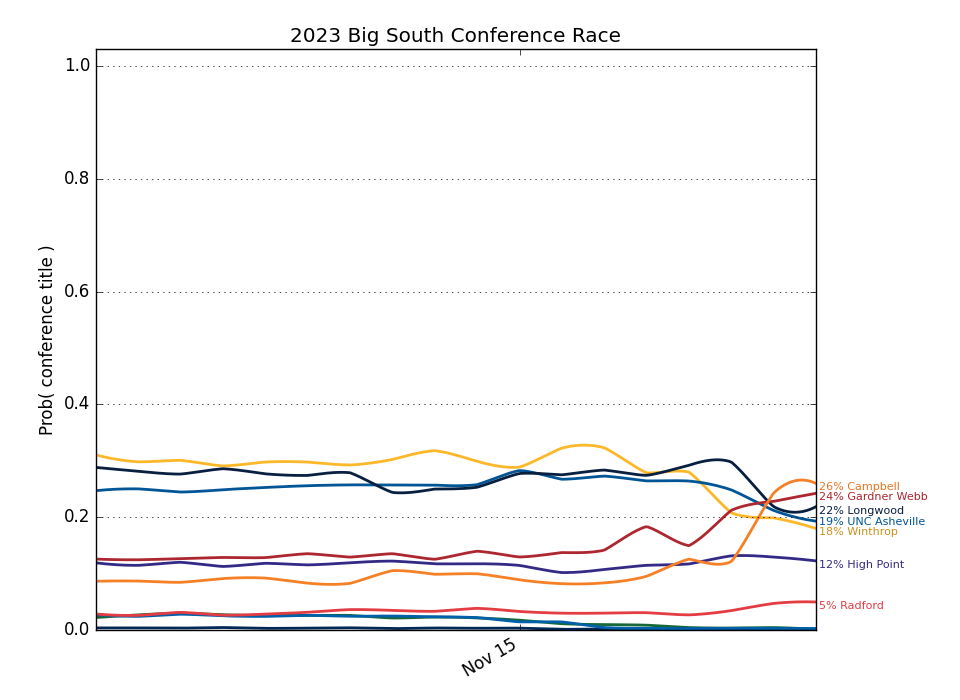 2023 Big South Conference Race
Prob( conference title )
1.0
0.8
0.6
0.4
0.2
0.0
Nov 15
26% Campbell
24% Gardner Webb
22% Longwood
19% UNC Asheville
18% Winthrop
12% High Point
5% Radford